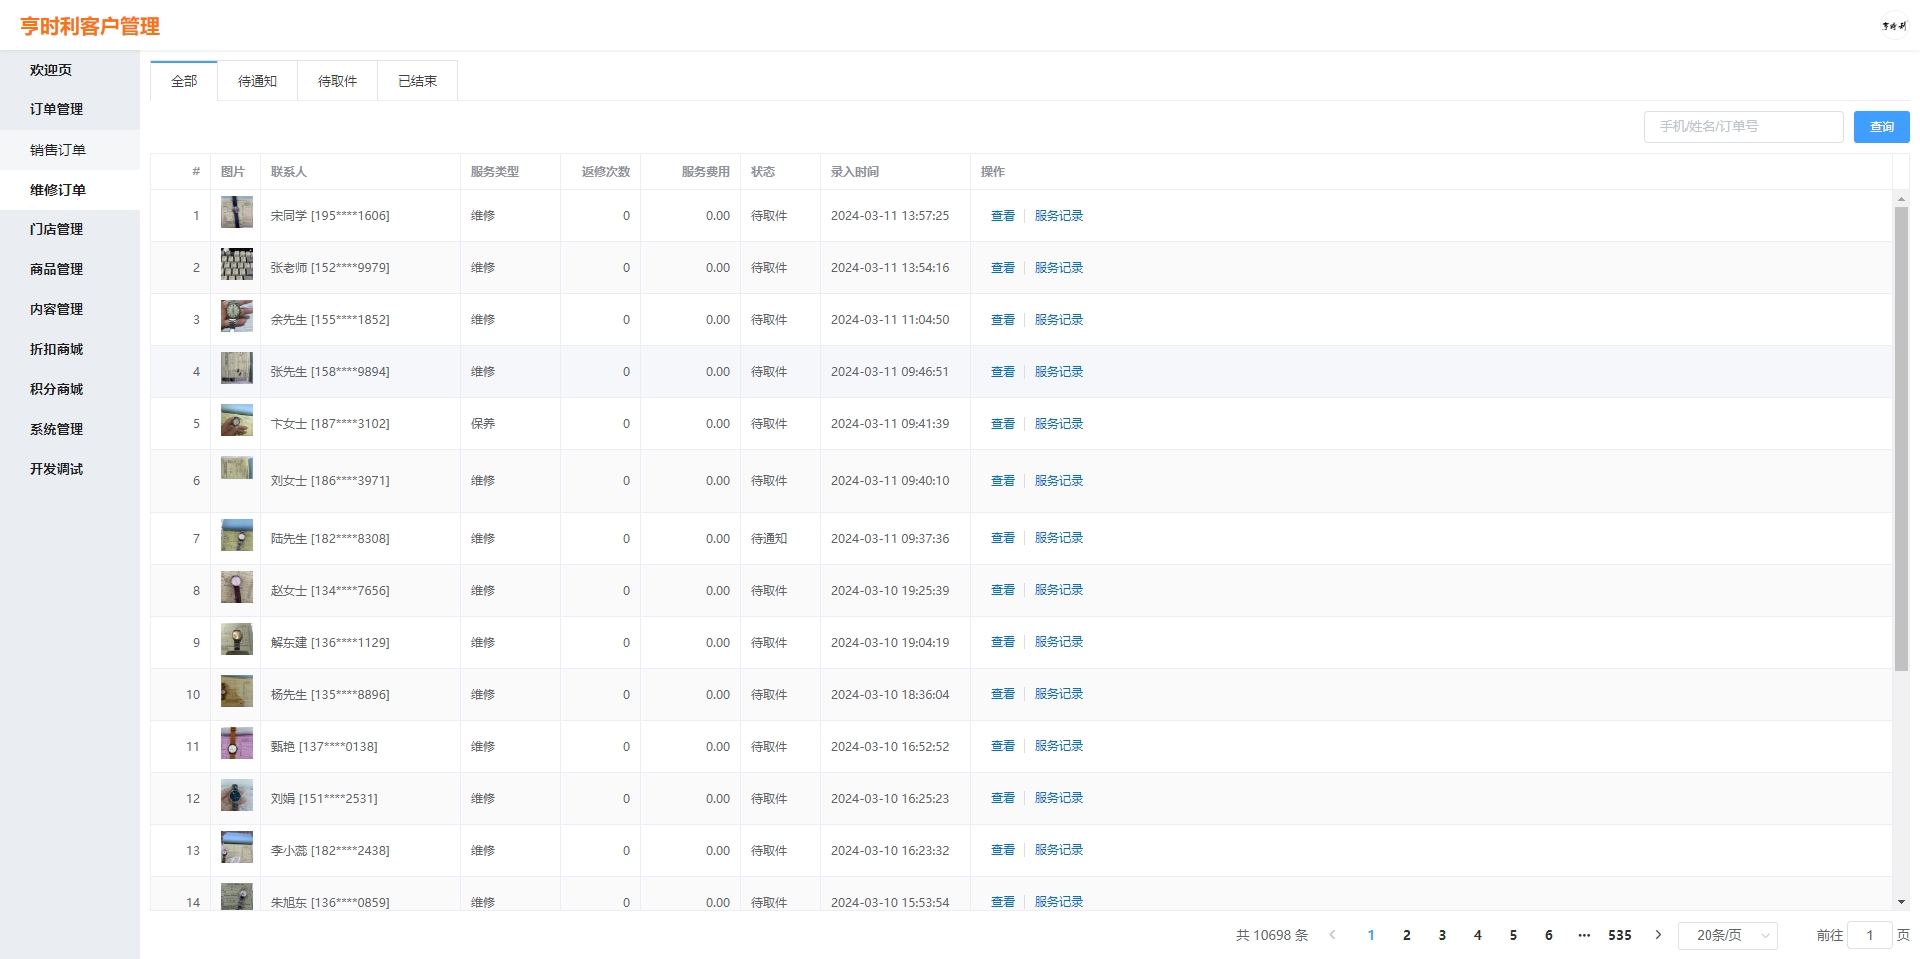 亨时利客户管理
亨时利
欢迎页
订单管理
销售订单
维修订单
门店管理
商品管理
内容管理
折扣商城
积分商城
系统管理
开发调试
全部 待通知 待取件 已结束
手机/姓名/订单号 查询
# 图片 联系人 服务类型 返修次数 服务费用 状态 录入时间 操作
1 宋同学 [195****1606] 维修 0 0.00 待取件 2024-03-11 13:57:25 查看 服务记录
2 张老师 [152****9979] 维修 0 0.00 待取件 2024-03-11 13:54:16 查看 服务记录
3 余先生 [155****1852] 维修 0 0.00 待取件 2024-03-11 11:04:50 查看 服务记录
4 张先生 [158****9894] 维修 0 0.00 待取件 2024-03-11 09:46:51 查看 服务记录
5 卞女士 [187****3102] 保养 0 0.00 待取件 2024-03-11 09:41:39 查看 服务记录
6 刘女士 [186****3971] 维修 0 0.00 待取件 2024-03-11 09:40:10 查看 服务记录
7 陆先生 [182****8308] 维修 0 0.00 待通知 2024-03-11 09:37:36 查看 服务记录
8 赵女士 [134****7656] 维修 0 0.00 待取件 2024-03-10 19:25:39 查看 服务记录
9 解东建 [136****1129] 维修 0 0.00 待取件 2024-03-10 19:04:19 查看 服务记录
10 杨先生 [135****8896] 维修 0 0.00 待取件 2024-03-10 18:36:04 查看 服务记录
11 甄艳 [137****0138] 维修 0 0.00 待取件 2024-03-10 16:52:52 查看 服务记录
12 刘娟 [151****2531] 维修 0 0.00 待取件 2024-03-10 16:25:23 查看 服务记录
13 李小蕊 [182****2438] 维修 0 0.00 待取件 2024-03-10 16:23:32 查看 服务记录
14 朱旭东 [136****0859] 维修 0 0.00 待取件 2024-03-10 15:53:54 查看 服务记录
共 10698 条 1 2 3 4 5 6 ••• 535 20条/页 前往 1 页